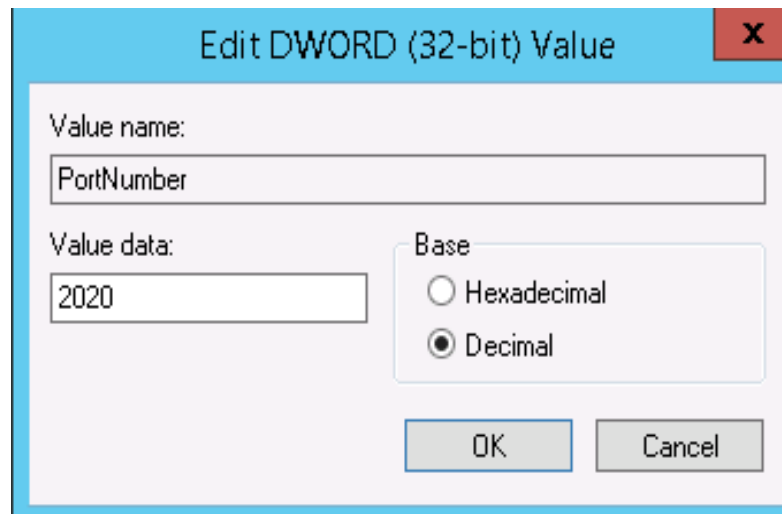 Edit DWORD (32-bit) Value
x
Value name:
PortNumber
Value data:
2020
Base
Hexadecimal
Decimal
OK
Cancel